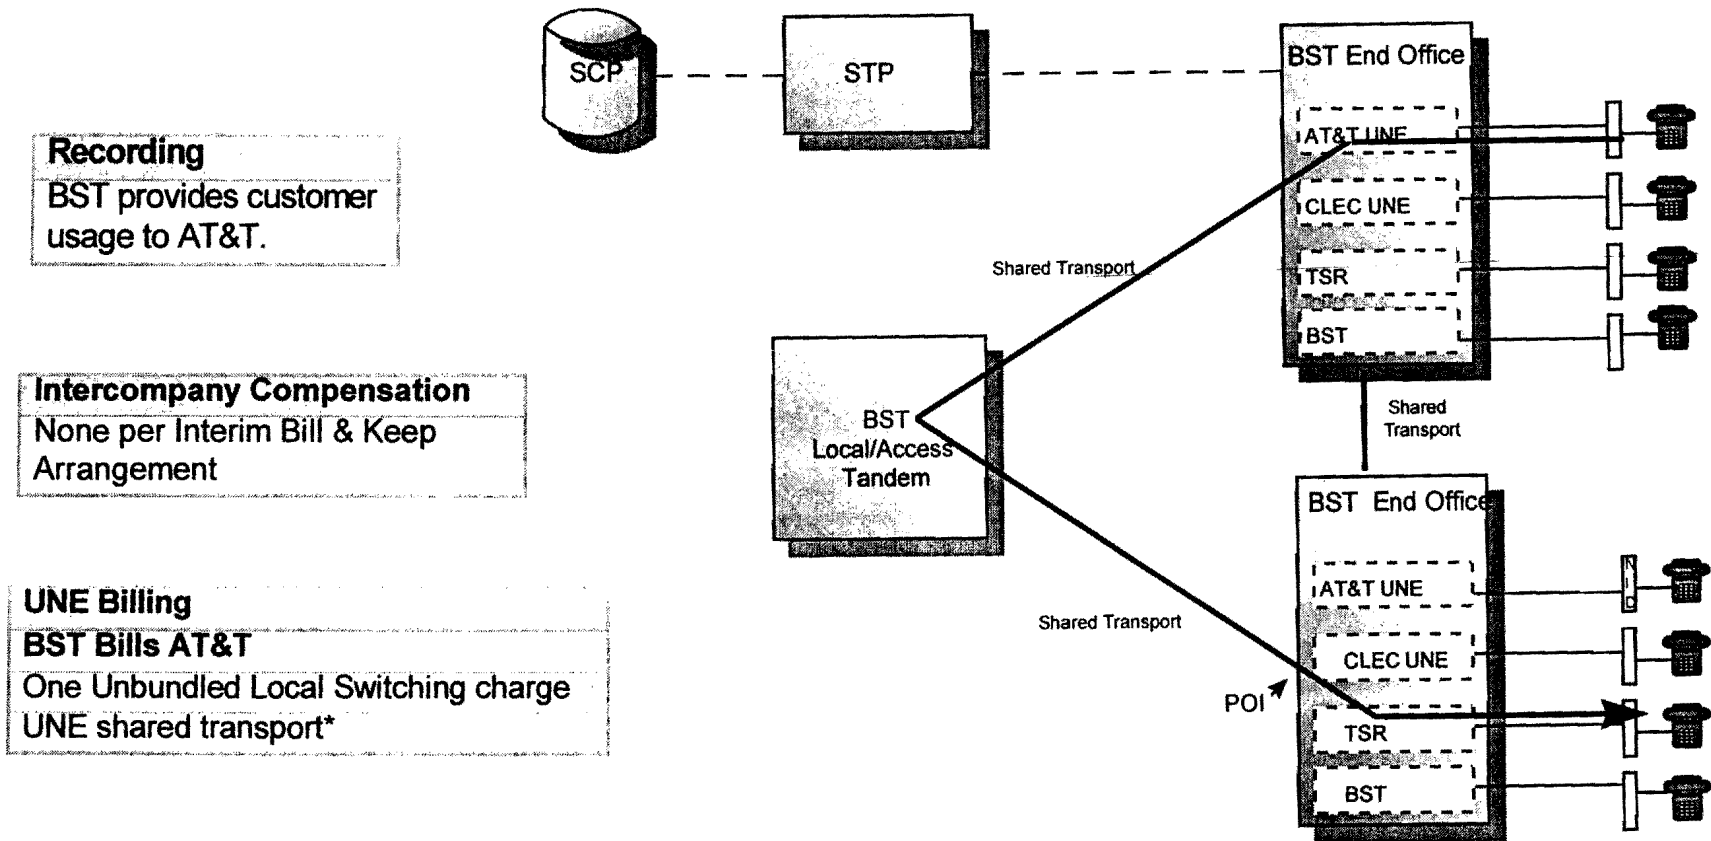 SCP
STP
BST End Office
AT&T UNE
CLEC UNE
TSR
BST
Recording
BST provides customer
usage to AT&T.
Shared Transport
Intercompany Compensation
None per Interim Bill & Keep
Arrangement
BST
Local/Access
Tandem
Shared
Transport
BST End Office
AT&T UNE
NID
CLEC UNE
TSR
BST
Shared Transport
POI
UNE Billing
BST Bills AT&T
One Unbundled Local Switching charge
UNE shared transport*